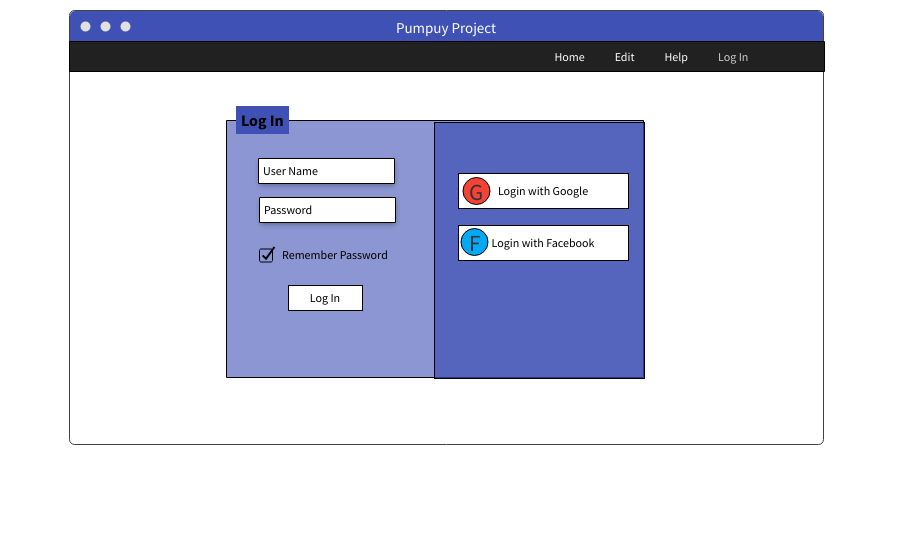 Pumpuy Project
Home Edit Help Log In
Log In
User Name
Password
Remember Password
Log In
G Login with Google
F Login with Facebook